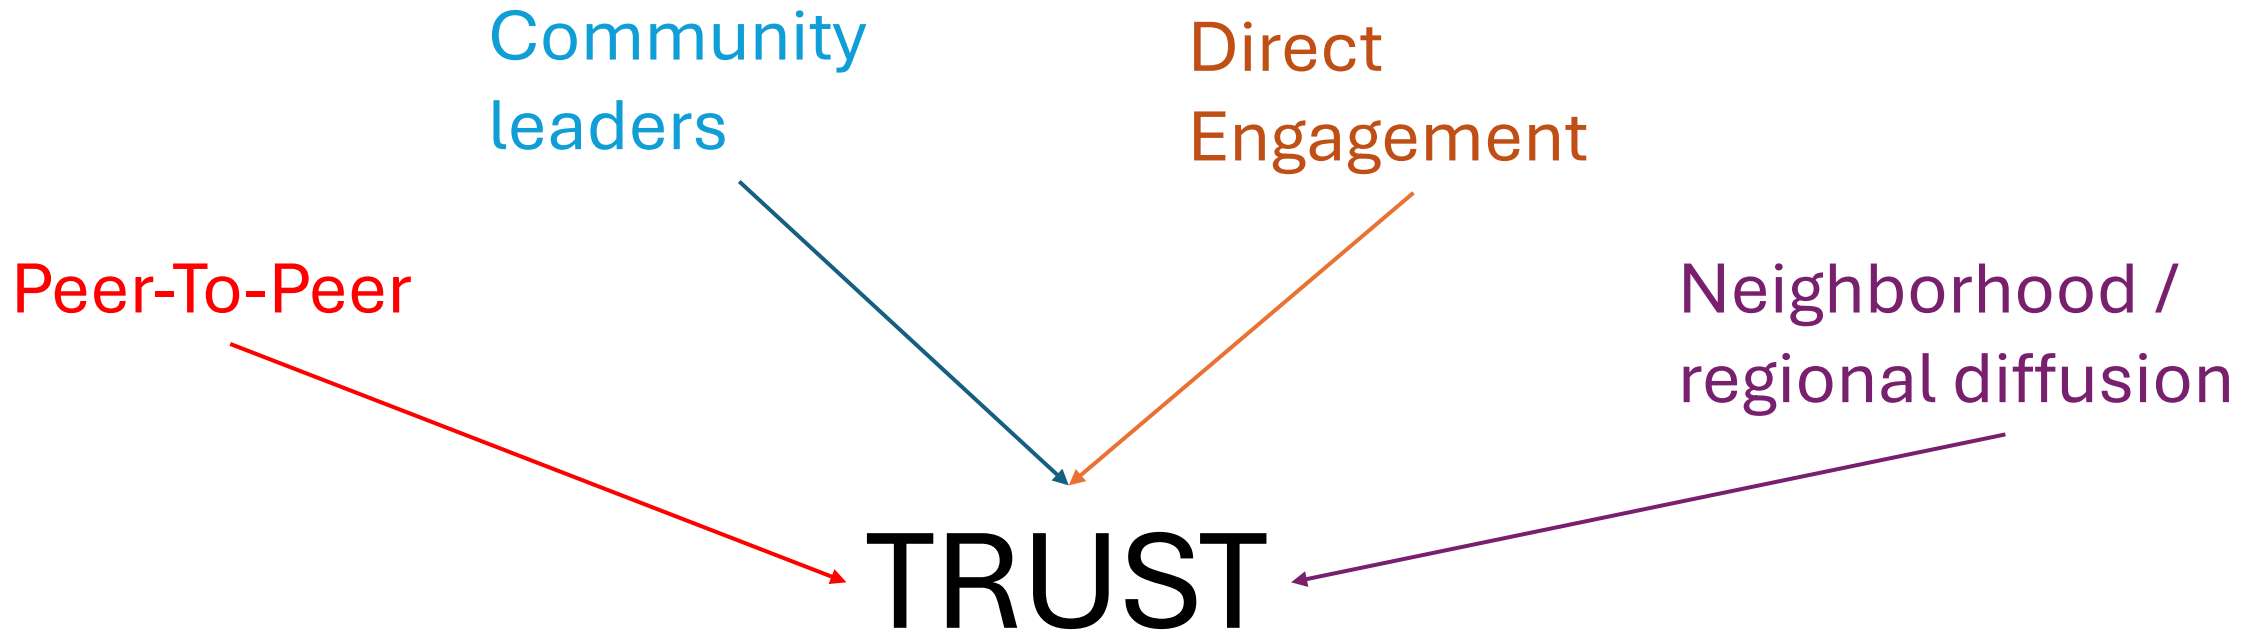 Community
leaders
Direct
Engagement
Peer-To-Peer
Neighborhood /
regional diffusion
TRUST